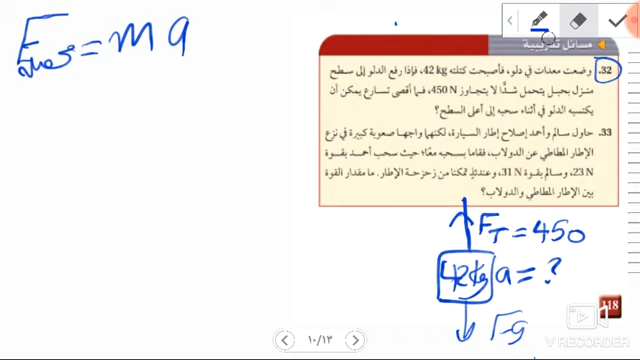 F محصلة = m a
مسائل تدريبية
32. وضعت معدات في دلو، فأصبحت كتلته 42 kg، فإذا رفع الدلو إلى سطح
منزل بحبل يتحمل شدًّا لا يتجاوز 450 N، فما أقصى تسارع يمكن أن
يكتسبه الدلو في أثناء سحبه إلى أعلى السطح؟
33. حاول سالم وأحمد إصلاح إطار السيارة، لكنهما واجها صعوبة كبيرة في نزع
الإطار المطاطي عن الدولاب، فقاما بسحبه معًا؛ حيث سحب أحمد بقوة
23 N، وسالم بقوة 31 N، وعندئذٍ تمكنا من زحزحة الإطار. ما مقدار القوة
بين الإطار المطاطي والدولاب؟
FT = 450
42 kg a = ?
Fg
118
١٠/١٣
V RECORDER